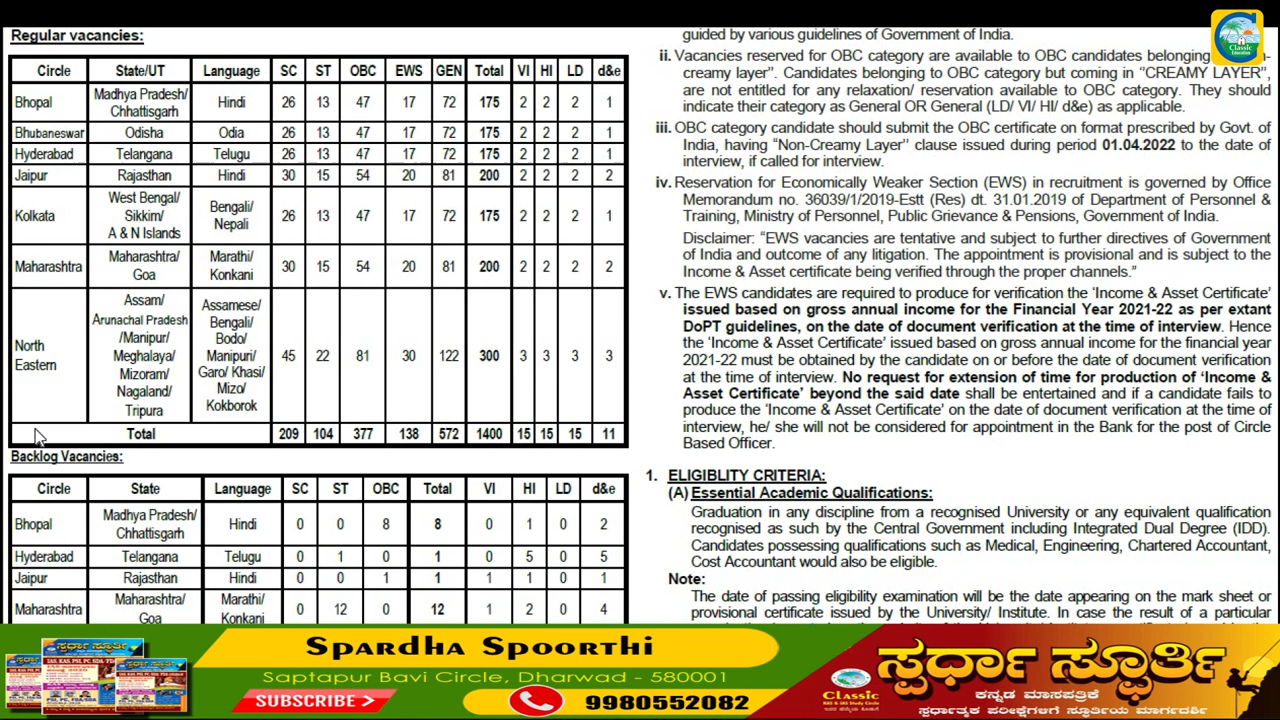 Regular vacancies:
Circle State/UT Language SC ST OBC EWS GEN Total VI HI LD d&e
Bhopal Madhya Pradesh/ Chhattisgarh Hindi 26 13 47 17 72 175 2 2 2 1
Bhubaneswar Odisha Odia 26 13 47 17 72 175 2 2 2 1
Hyderabad Telangana Telugu 26 13 47 17 72 175 2 2 2 1
Jaipur Rajasthan Hindi 30 15 54 20 81 200 2 2 2 2
Kolkata West Bengal/ Sikkim/ A & N Islands Bengali/ Nepali 26 13 47 17 72 175 2 2 2 1
Maharashtra Maharashtra/ Goa Marathi/ Konkani 30 15 54 20 81 200 2 2 2 2
North Eastern Assam/ Arunachal Pradesh /Manipur/ Meghalaya/ Mizoram/ Nagaland/ Tripura Assamese/ Bengali/ Bodo/ Manipuri/ Garo/ Khasi/ Mizo/ Kokborok 45 22 81 30 122 300 3 3 3 3
Total 209 104 377 138 572 1400 15 15 15 11
Backlog Vacancies:
Circle State Language SC ST OBC Total VI HI LD d&e
Bhopal Madhya Pradesh/ Chhattisgarh Hindi 0 0 8 8 0 1 0 2
Hyderabad Telangana Telugu 0 1 0 1 0 5 0 5
Jaipur Rajasthan Hindi 0 0 1 1 1 1 0 1
Maharashtra Maharashtra/ Goa Marathi/ Konkani 0 12 0 12 1 2 0 4
guided by various guidelines of Government of India.
ii. Vacancies reserved for OBC category are available to OBC candidates belonging
creamy layer". Candidates belonging to OBC category but coming in "CREAMY LAYER",
are not entitled for any relaxation/ reservation available to OBC category. They should
indicate their category as General OR General (LD/ VI/ HI/ d&e) as applicable.
iii. OBC category candidate should submit the OBC certificate on format prescribed by Govt. of
India, having "Non-Creamy Layer" clause issued during period 01.04.2022 to the date of
interview, if called for interview.
iv. Reservation for Economically Weaker Section (EWS) in recruitment is governed by Office
Memorandum no. 36039/1/2019-Estt (Res) dt. 31.01.2019 of Department of Personnel &
Training, Ministry of Personnel, Public Grievance & Pensions, Government of India.
Disclaimer: "EWS vacancies are tentative and subject to further directives of Government
of India and outcome of any litigation. The appointment is provisional and is subject to the
Income & Asset certificate being verified through the proper channels."
v. The EWS candidates are required to produce for verification the 'Income & Asset Certificate'
issued based on gross annual income for the Financial Year 2021-22 as per extant
DoPT guidelines, on the date of document verification at the time of interview. Hence
the 'Income & Asset Certificate' issued based on gross annual income for the financial year
2021-22 must be obtained by the candidate on or before the date of document verification
at the time of interview. No request for extension of time for production of 'Income &
Asset Certificate' beyond the said date shall be entertained and if a candidate fails to
produce the 'Income & Asset Certificate' on the date of document verification at the time of
interview, he/ she will not be considered for appointment in the Bank for the post of Circle
Based Officer.
1. ELIGIBLITY CRITERIA:
(A) Essential Academic Qualifications:
Graduation in any discipline from a recognised University or any equivalent qualification
recognised as such by the Central Government including Integrated Dual Degree (IDD).
Candidates possessing qualifications such as Medical, Engineering, Chartered Accountant,
Cost Accountant would also be eligible.
Note:
The date of passing eligibility examination will be the date appearing on the mark sheet or
provisional certificate issued by the University/ Institute. In case the result of a particular
Classic
Education
Spardha Spoorthi
Saptapur Bavi Circle, Dharwad - 580001
SUBSCRIBE
9980552082
Classic
KAS & IAS Study Circle
ಸ್ಪರ್ಧಾ ಸ್ಫೂರ್ತಿ
ಕನ್ನಡ ಮಾಸಪತ್ರಿಕೆ
ಸ್ಪರ್ಧಾತ್ಮಕ ಪರೀಕ್ಷೆಗಳಿಗೆ ಸ್ಫೂರ್ತಿಯ ಮಾರ್ಗದರ್ಶಿ